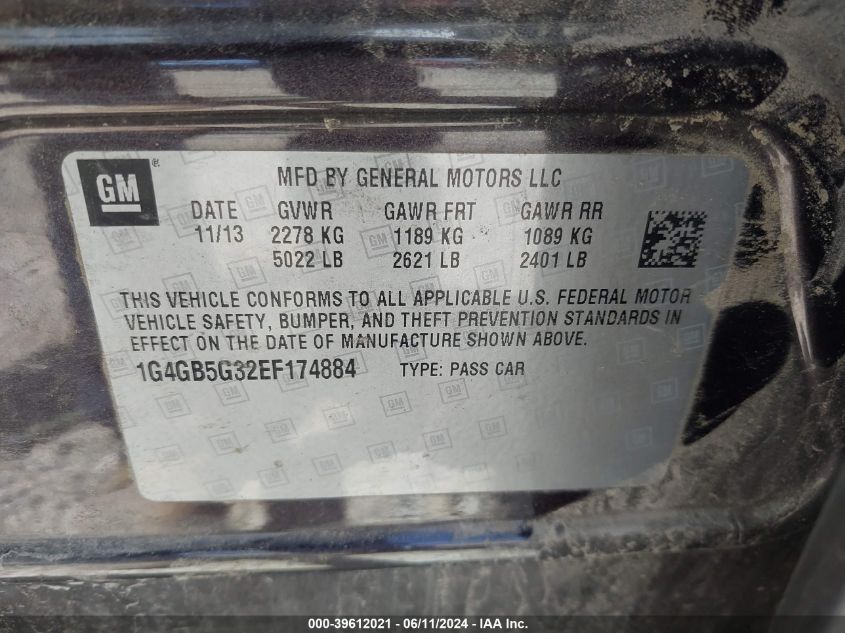 GM ®
MFD BY GENERAL MOTORS LLC
DATE GVWR GAWR FRT GAWR RR
11/13 2278 KG 1189 KG 1089 KG
5022 LB 2621 LB 2401 LB
THIS VEHICLE CONFORMS TO ALL APPLICABLE U.S. FEDERAL MOTOR
VEHICLE SAFETY, BUMPER, AND THEFT PREVENTION STANDARDS IN
EFFECT ON THE DATE OF MANUFACTURE SHOWN ABOVE.
1G4GB5G32EF174884 TYPE: PASS CAR
000-39612021 - 06/11/2024 - IAA Inc.